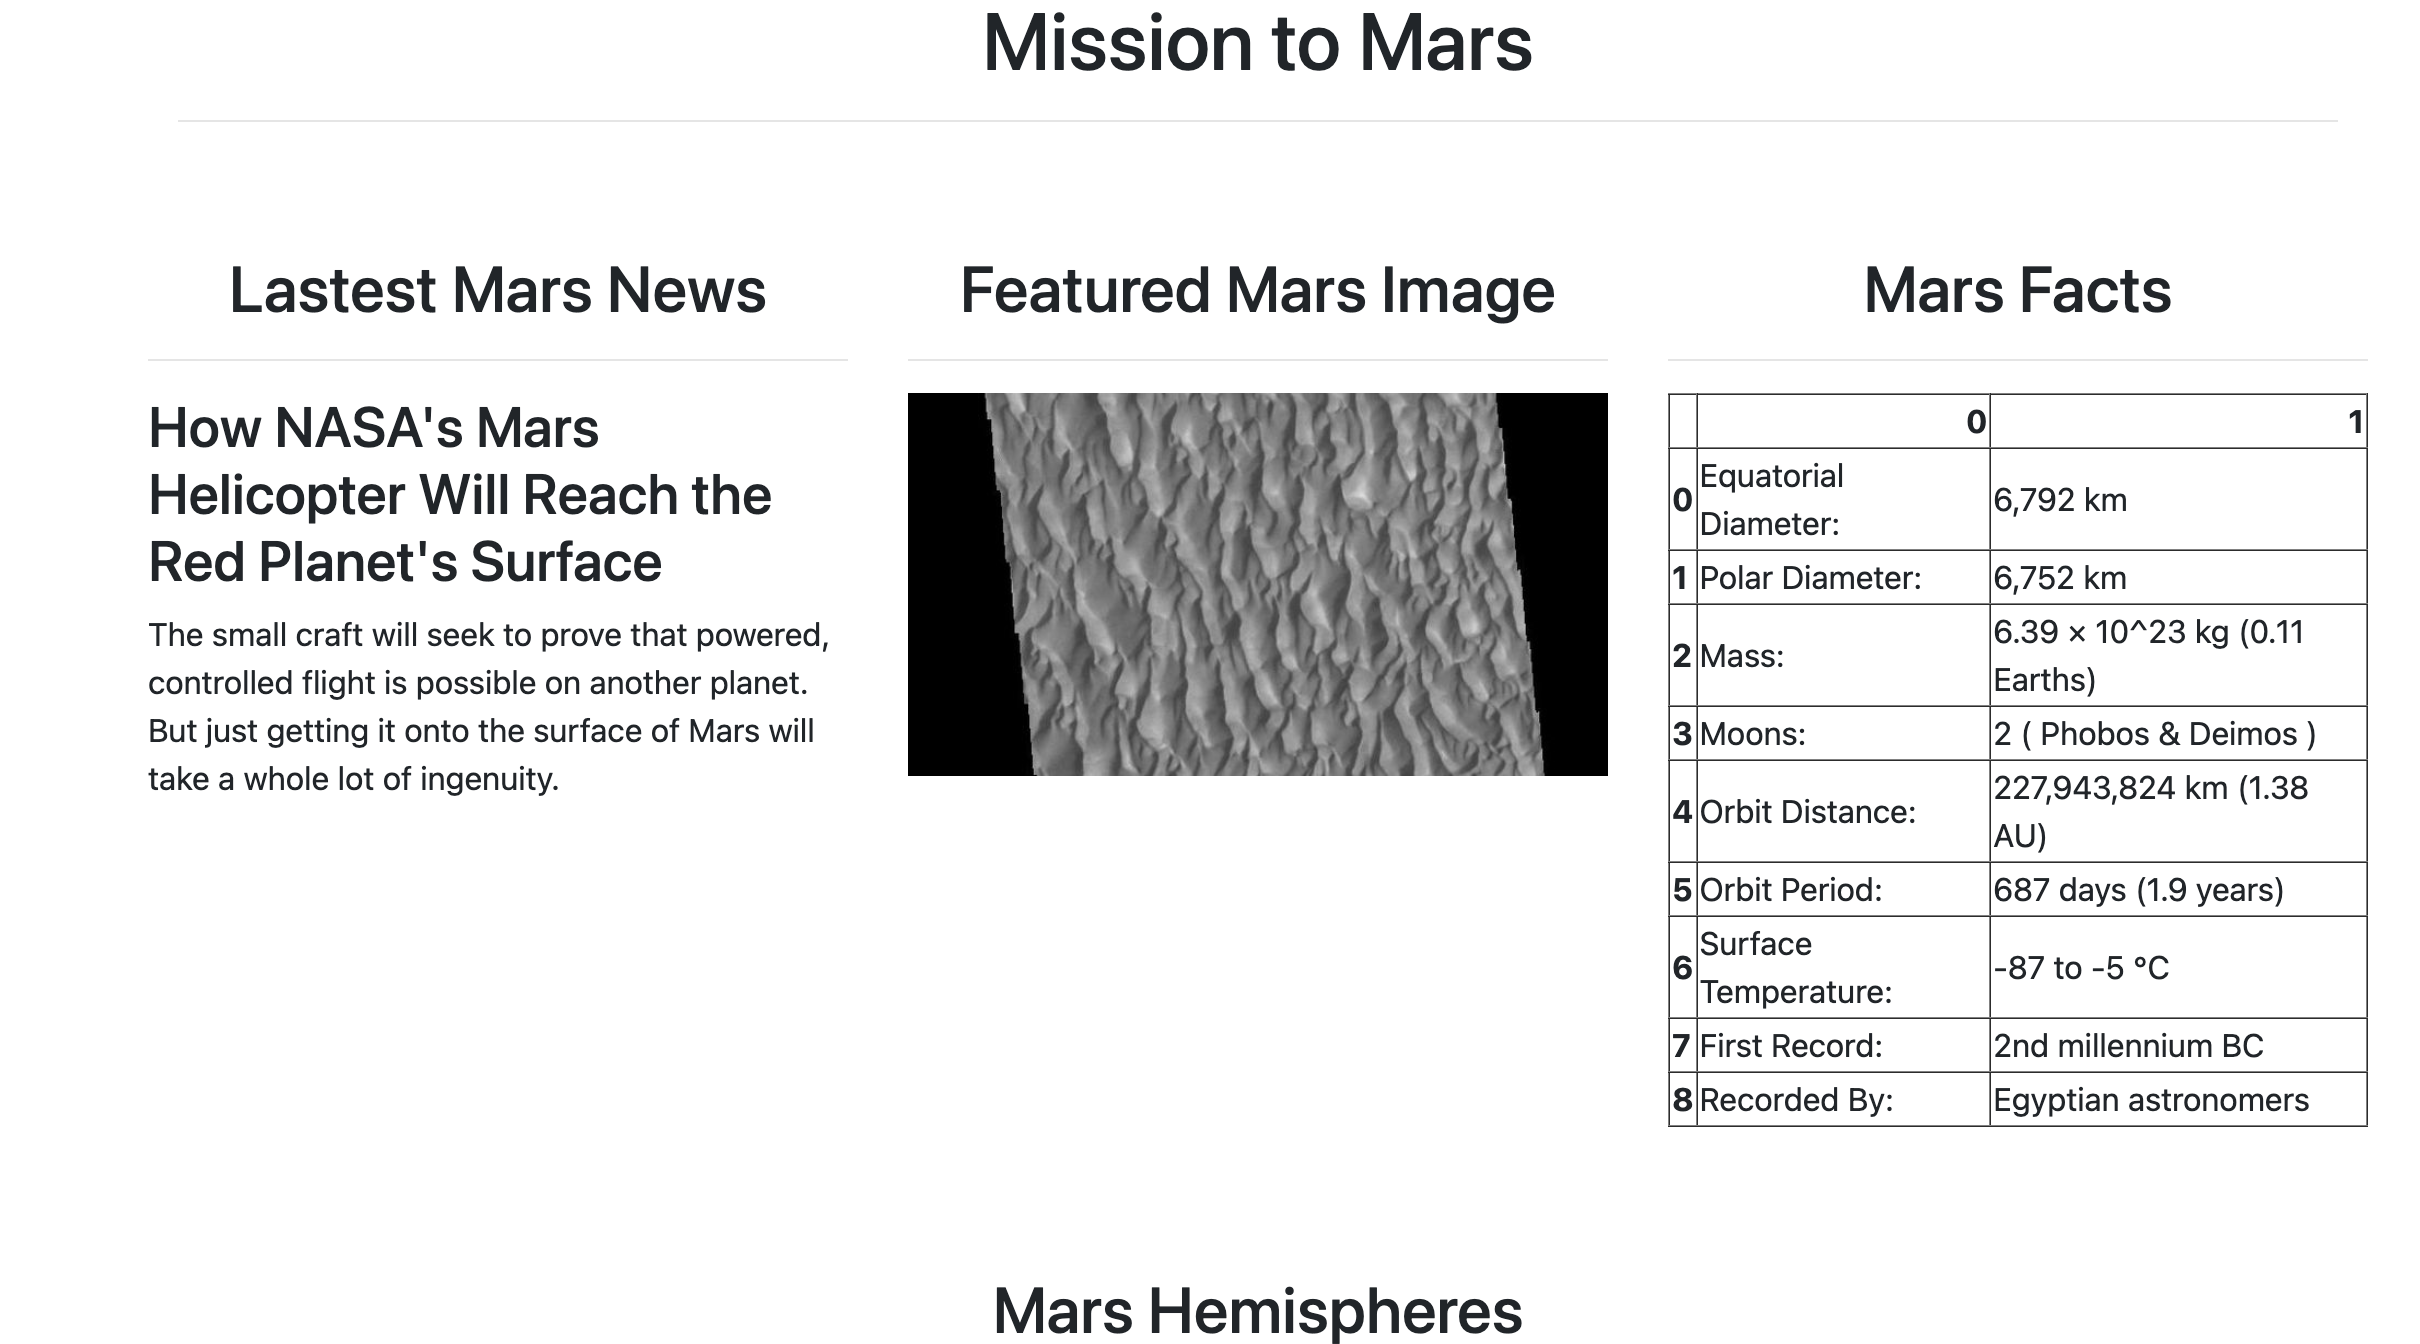 Mission to Mars
Lastest Mars News
How NASA's Mars
Helicopter Will Reach the
Red Planet's Surface
The small craft will seek to prove that powered,
controlled flight is possible on another planet.
But just getting it onto the surface of Mars will
take a whole lot of ingenuity.
Featured Mars Image
Mars Facts
0 1
0 Equatorial Diameter: 6,792 km
1 Polar Diameter: 6,752 km
2 Mass: 6.39 × 10^23 kg (0.11 Earths)
3 Moons: 2 ( Phobos & Deimos )
4 Orbit Distance: 227,943,824 km (1.38 AU)
5 Orbit Period: 687 days (1.9 years)
6 Surface Temperature: -87 to -5 °C
7 First Record: 2nd millennium BC
8 Recorded By: Egyptian astronomers
Mars Hemispheres